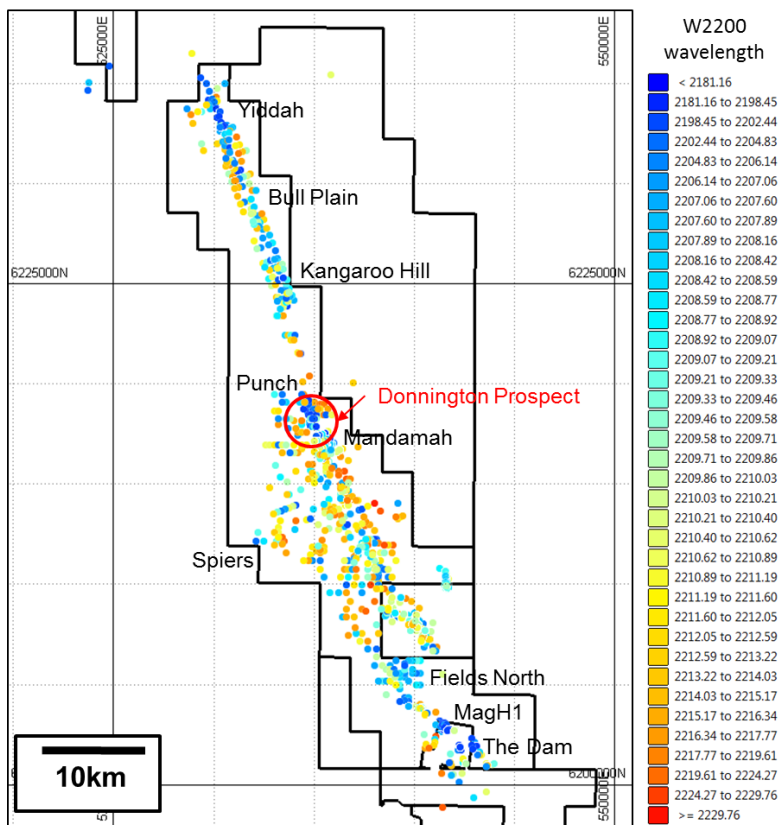 W2200
wavelength
525000E
550000E
< 2181.16
2181.16 to 2198.45
2198.45 to 2202.44
2202.44 to 2204.83
2204.83 to 2206.14
2206.14 to 2207.06
2207.06 to 2207.60
2207.60 to 2207.89
2207.89 to 2208.16
2208.16 to 2208.42
2208.42 to 2208.59
2208.59 to 2208.77
2208.77 to 2208.92
2208.92 to 2209.07
2209.07 to 2209.21
2209.21 to 2209.33
2209.33 to 2209.46
2209.46 to 2209.58
2209.58 to 2209.71
2209.71 to 2209.86
2209.86 to 2210.03
2210.03 to 2210.21
2210.21 to 2210.40
2210.40 to 2210.62
2210.62 to 2210.89
2210.89 to 2211.19
2211.19 to 2211.60
2211.60 to 2212.05
2212.05 to 2212.59
2212.59 to 2213.22
2213.22 to 2214.03
2214.03 to 2215.17
2215.17 to 2216.34
2216.34 to 2217.77
2217.77 to 2219.61
2219.61 to 2224.27
2224.27 to 2229.76
>= 2229.76
Yiddah
Bull Plain
Kangaroo Hill
6225000N
6225000N
Punch
Donnington Prospect
Mandamah
Spiers
Fields North
MagH1
The Dam
10km
6200000N